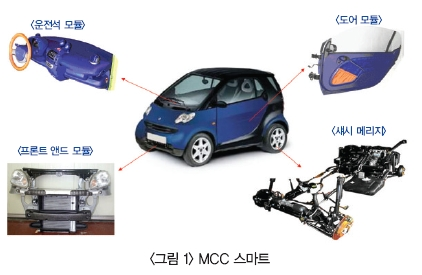 <운전석 모듈>
<도어 모듈>
<프론트 앤드 모듈>
<섀시 메리지>
<그림 1> MCC 스마트